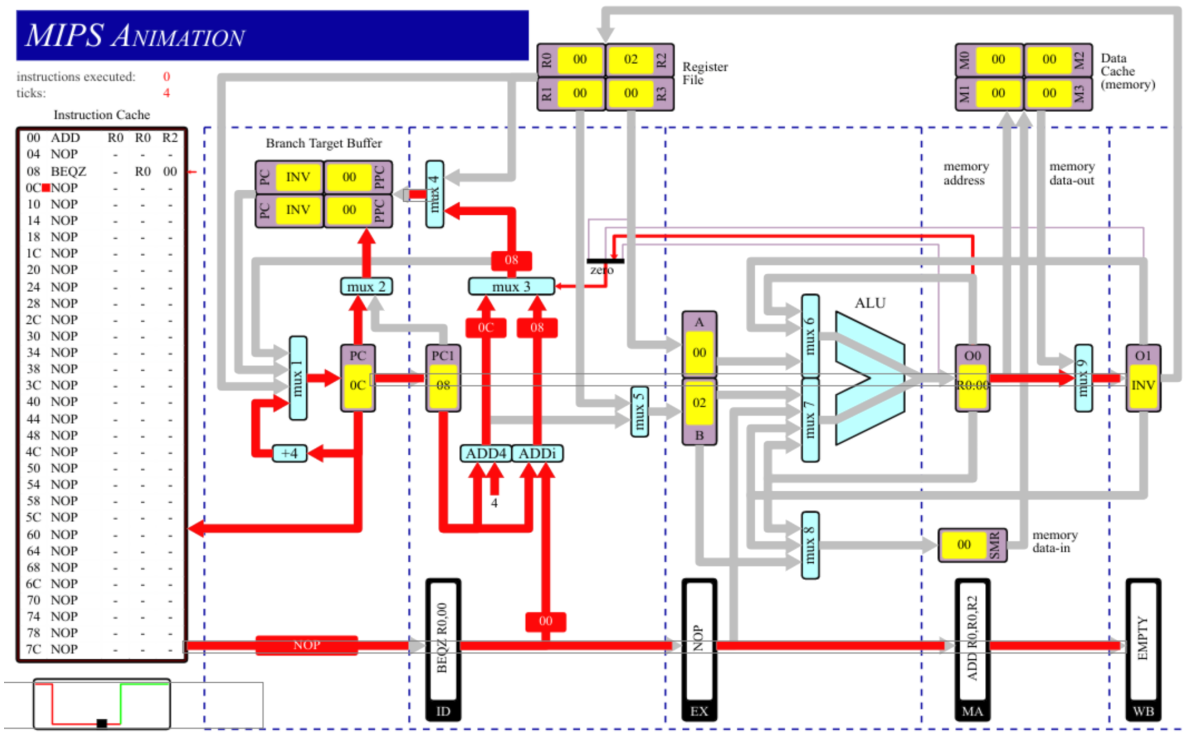 MIPS ANIMATION
instructions executed: 0
ticks: 4
Instruction Cache
00 ADD R0 R0 R2
04 NOP - - -
08 BEQZ - R0 00
0C NOP - - -
10 NOP - - -
14 NOP - - -
18 NOP - - -
1C NOP - - -
20 NOP - - -
24 NOP - - -
28 NOP - - -
2C NOP - - -
30 NOP - - -
34 NOP - - -
38 NOP - - -
3C NOP - - -
40 NOP - - -
44 NOP - - -
48 NOP - - -
4C NOP - - -
50 NOP - - -
54 NOP - - -
58 NOP - - -
5C NOP - - -
60 NOP - - -
64 NOP - - -
68 NOP - - -
6C NOP - - -
70 NOP - - -
74 NOP - - -
78 NOP - - -
7C NOP - - -
R0 00 02 R2
R1 00 00 R3
Register
File
M0 00 00 M2
M1 00 00 M3
Data
Cache
(memory)
Branch Target Buffer
PC INV 00 PPC
PC INV 00 PPC
mux 4
memory
address
memory
data-out
08
zero
mux 2
mux 3
0C
08
mux 1
PC
0C
PC1
08
+4
ADD4
ADDi
4
mux 5
A
00
02
B
mux 6
mux 7
ALU
O0
R0:00
mux 9
O1
INV
mux 8
00
SMR
memory
data-in
00
NOP
BEQZ R0,00
ID
NOP
EX
ADD R0,R0,R2
MA
EMPTY
WB